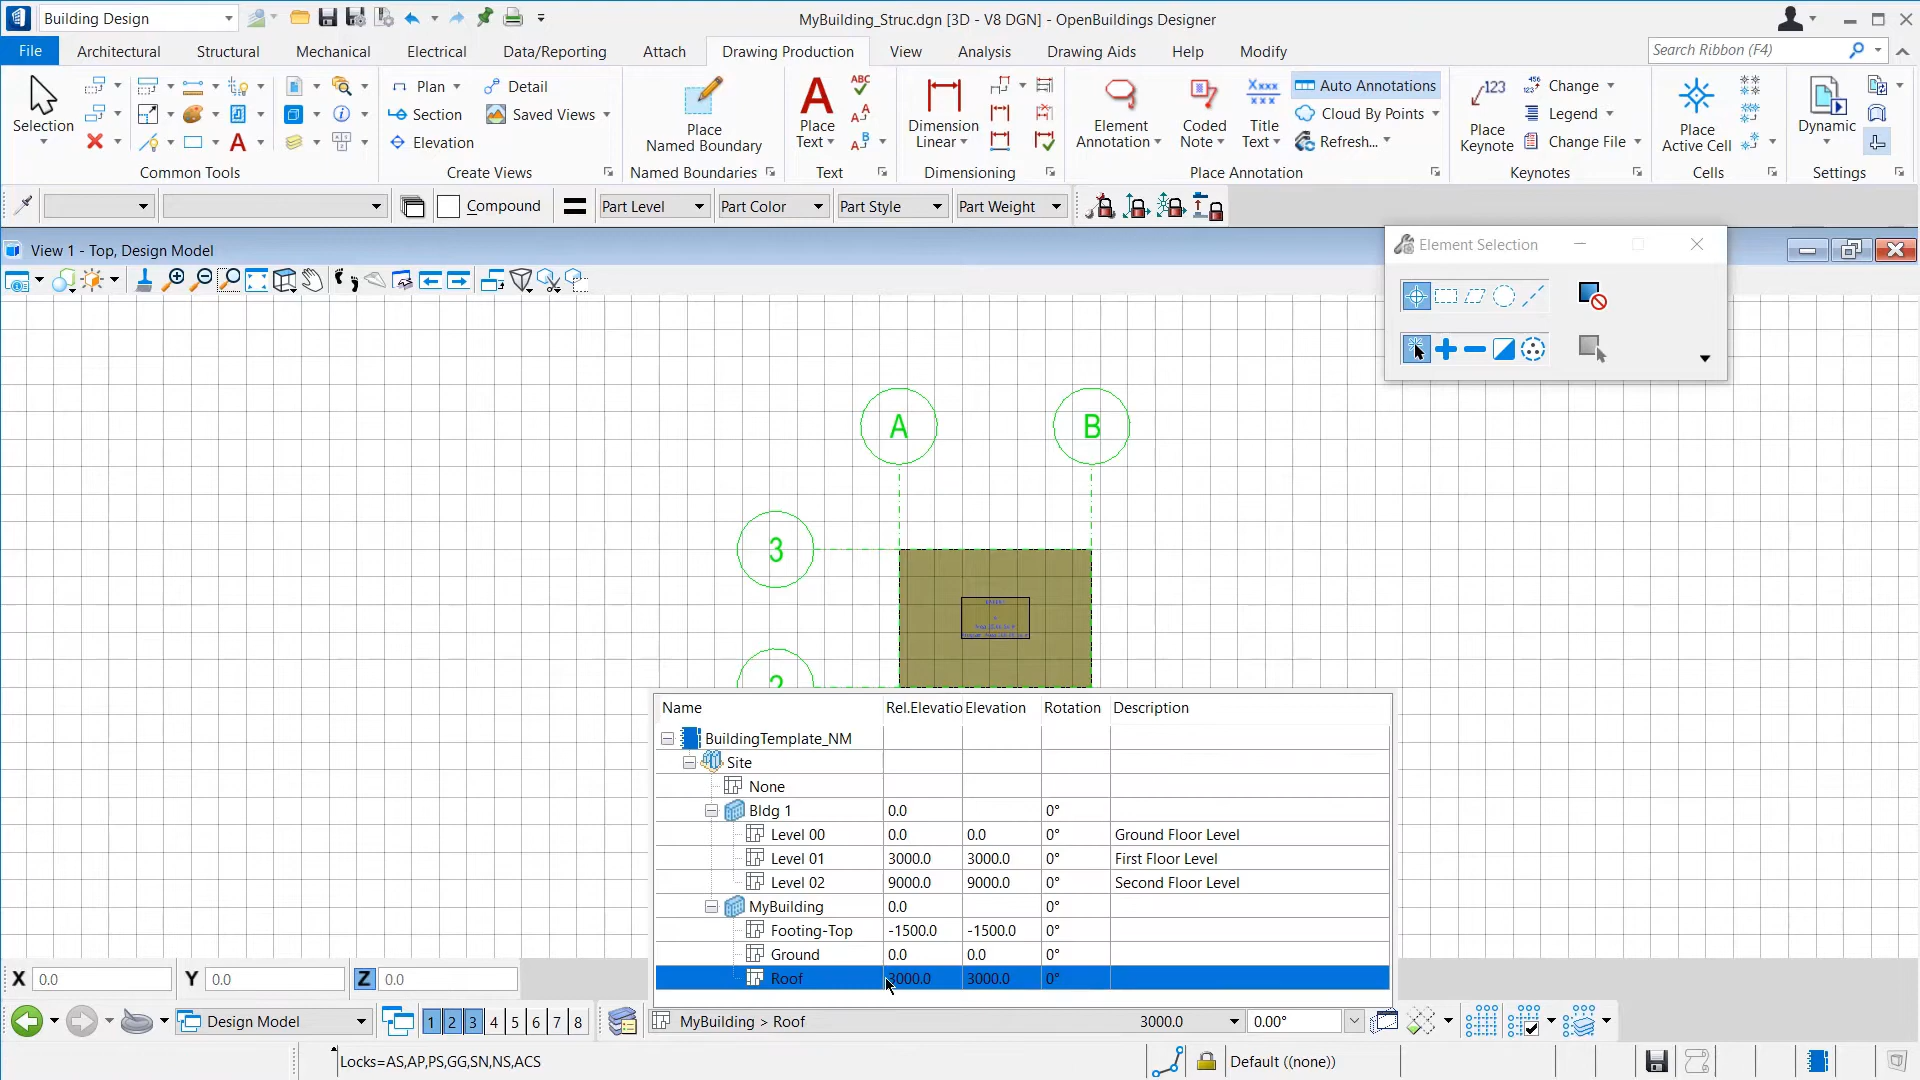 Building Design
MyBuilding_Struc.dgn [3D - V8 DGN] - OpenBuildings Designer
File
Architectural
Structural
Mechanical
Electrical
Data/Reporting
Attach
Drawing Production
View
Analysis
Drawing Aids
Help
Modify
Search Ribbon (F4)
Selection
Common Tools
Plan
Section
Elevation
Detail
Saved Views
Create Views
Place
Named Boundary
Named Boundaries
Place
Text
ABC
Text
Dimension
Linear
Dimensioning
Element
Annotation
Coded
Note
Xxxx
xxx
Title
Text
Auto Annotations
Cloud By Points
Refresh...
Place Annotation
123
Place
Keynote
Change
Legend
Change File
Keynotes
Place
Active Cell
Cells
Dynamic
Settings
Compound
Part Level
Part Color
Part Style
Part Weight
View 1 - Top, Design Model
Element Selection
A
B
3
2
Name
Rel.Elevatio
Elevation
Rotation
Description
BuildingTemplate_NM
Site
None
Bldg 1 0.0 0°
Level 00 0.0 0.0 0° Ground Floor Level
Level 01 3000.0 3000.0 0° First Floor Level
Level 02 9000.0 9000.0 0° Second Floor Level
MyBuilding 0.0 0°
Footing-Top -1500.0 -1500.0 0°
Ground 0.0 0.0 0°
Roof 3000.0 3000.0 0°
X 0.0 Y 0.0 Z 0.0
Design Model
1 2 3 4 5 6 7 8
MyBuilding > Roof 3000.0
0.00°
Locks=AS,AP,PS,GG,SN,NS,ACS
Default ((none))